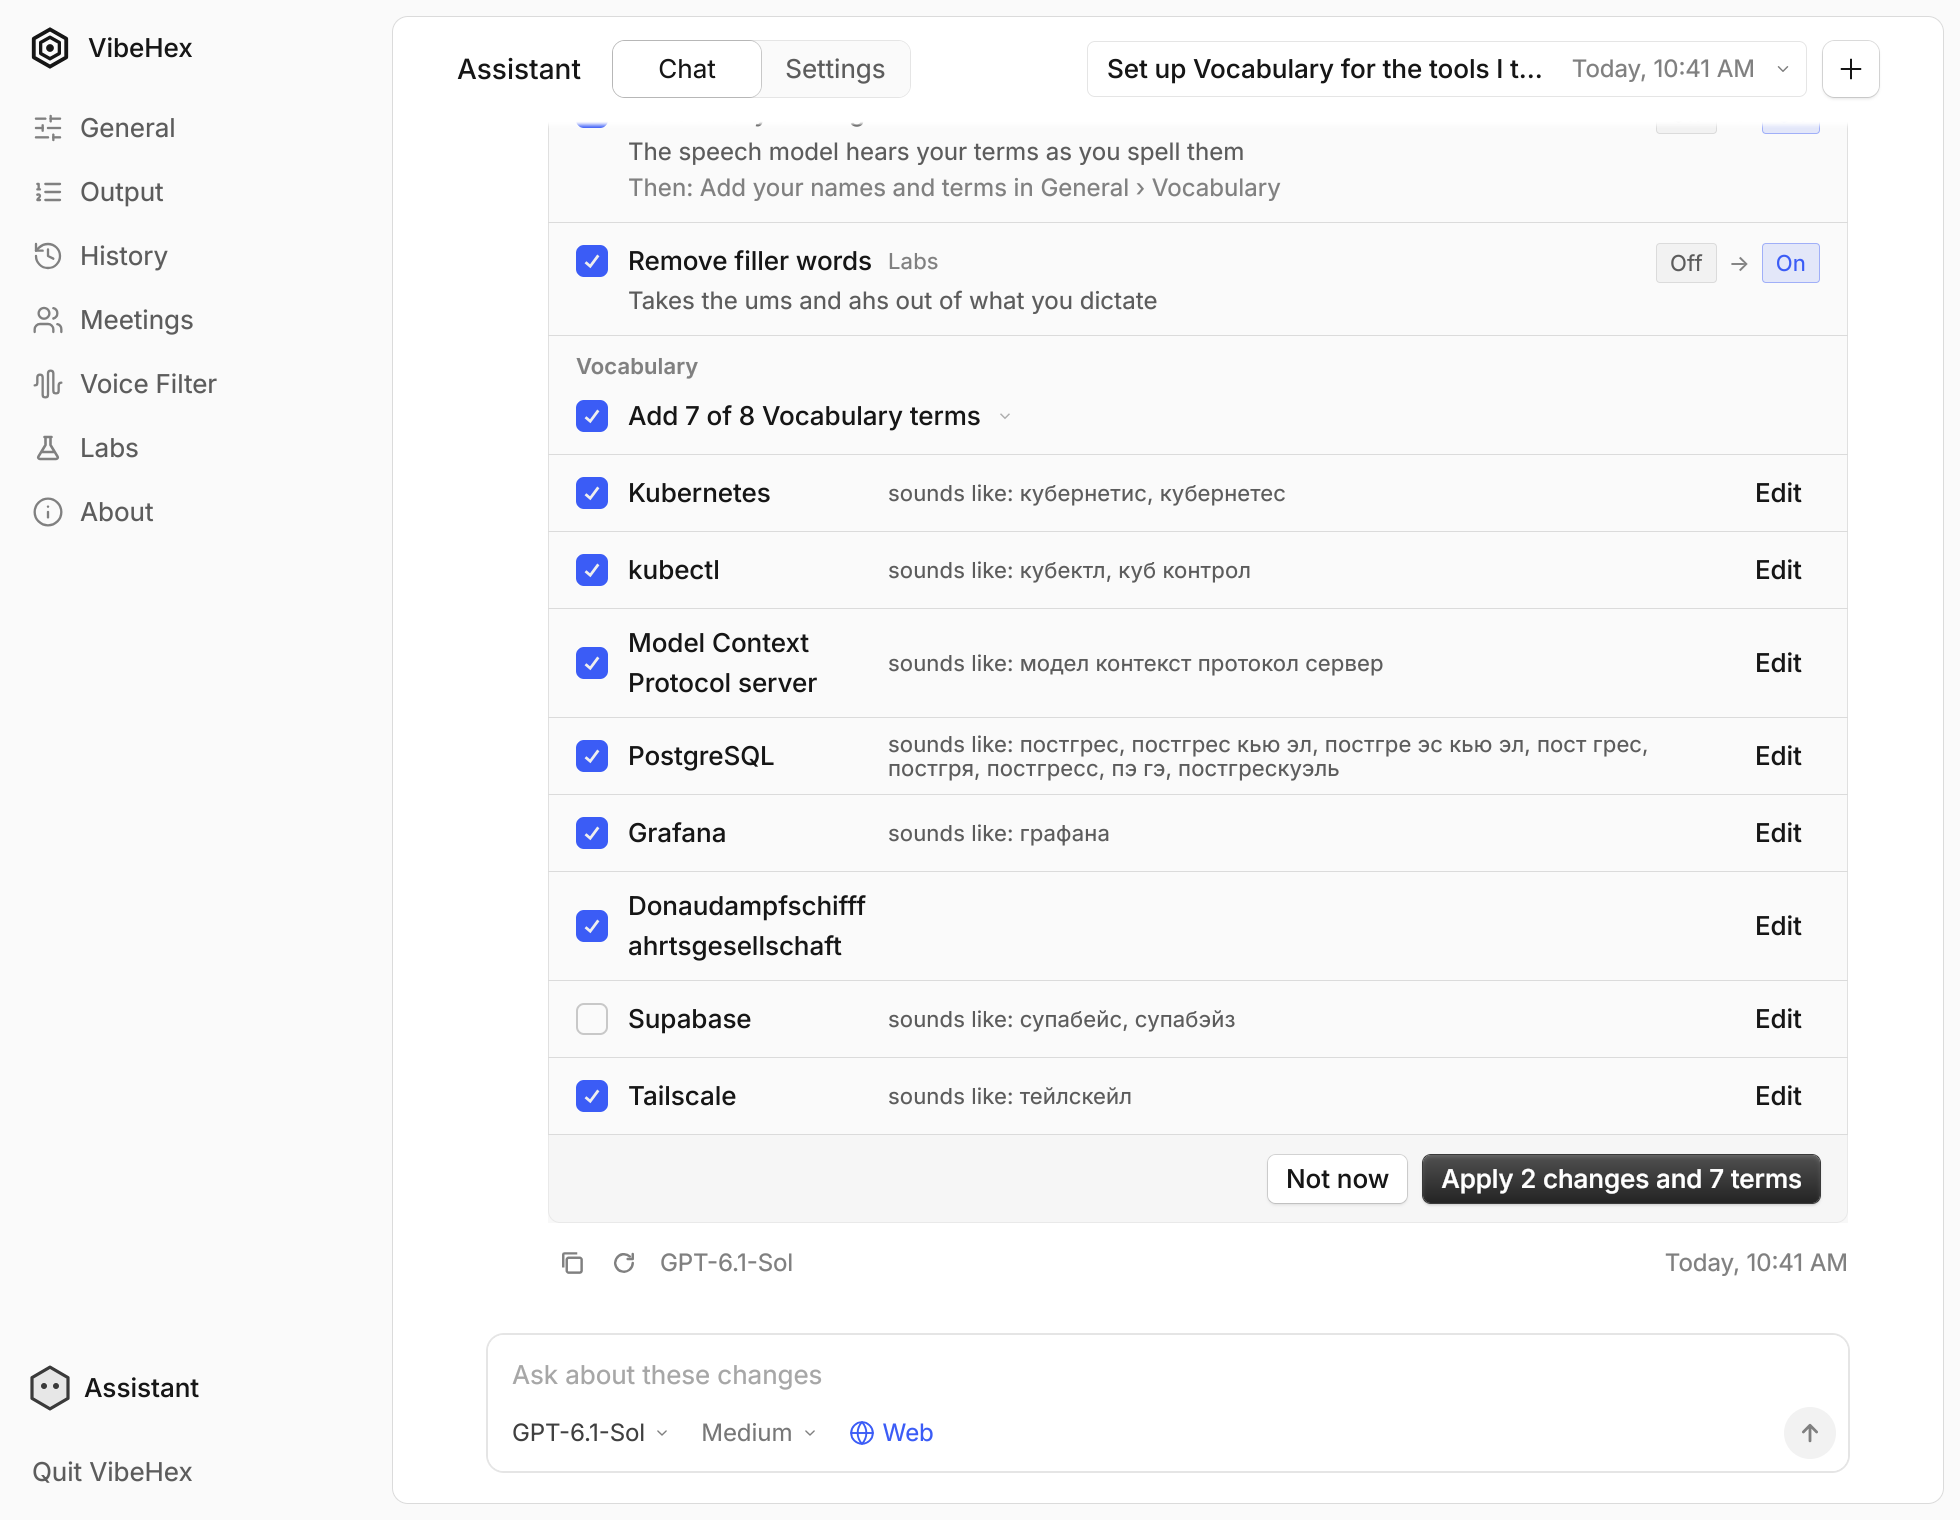 VibeHex
General
Output
History
Meetings
Voice Filter
Labs
About
Assistant
Quit VibeHex
Assistant
Chat
Settings
Set up Vocabulary for the tools I t...
Today, 10:41 AM
The speech model hears your terms as you spell them
Then: Add your names and terms in General › Vocabulary
Remove filler words Labs
Off → On
Takes the ums and ahs out of what you dictate
Vocabulary
Add 7 of 8 Vocabulary terms
Kubernetes
sounds like: кубернетис, кубернетес
Edit
kubectl
sounds like: кубектл, куб контрол
Edit
Model Context
Protocol server
sounds like: модел контекст протокол сервер
Edit
PostgreSQL
sounds like: постгрес, постгрес кью эл, постгре эс кью эл, пост грес,
постгря, постгресс, пэ гэ, постгрескуэль
Edit
Grafana
sounds like: графана
Edit
Donaudampfschifff
ahrtsgesellschaft
Edit
Supabase
sounds like: супабейс, супабэйз
Edit
Tailscale
sounds like: тейлскейл
Edit
Not now
Apply 2 changes and 7 terms
GPT-6.1-Sol
Today, 10:41 AM
Ask about these changes
GPT-6.1-Sol
Medium
Web